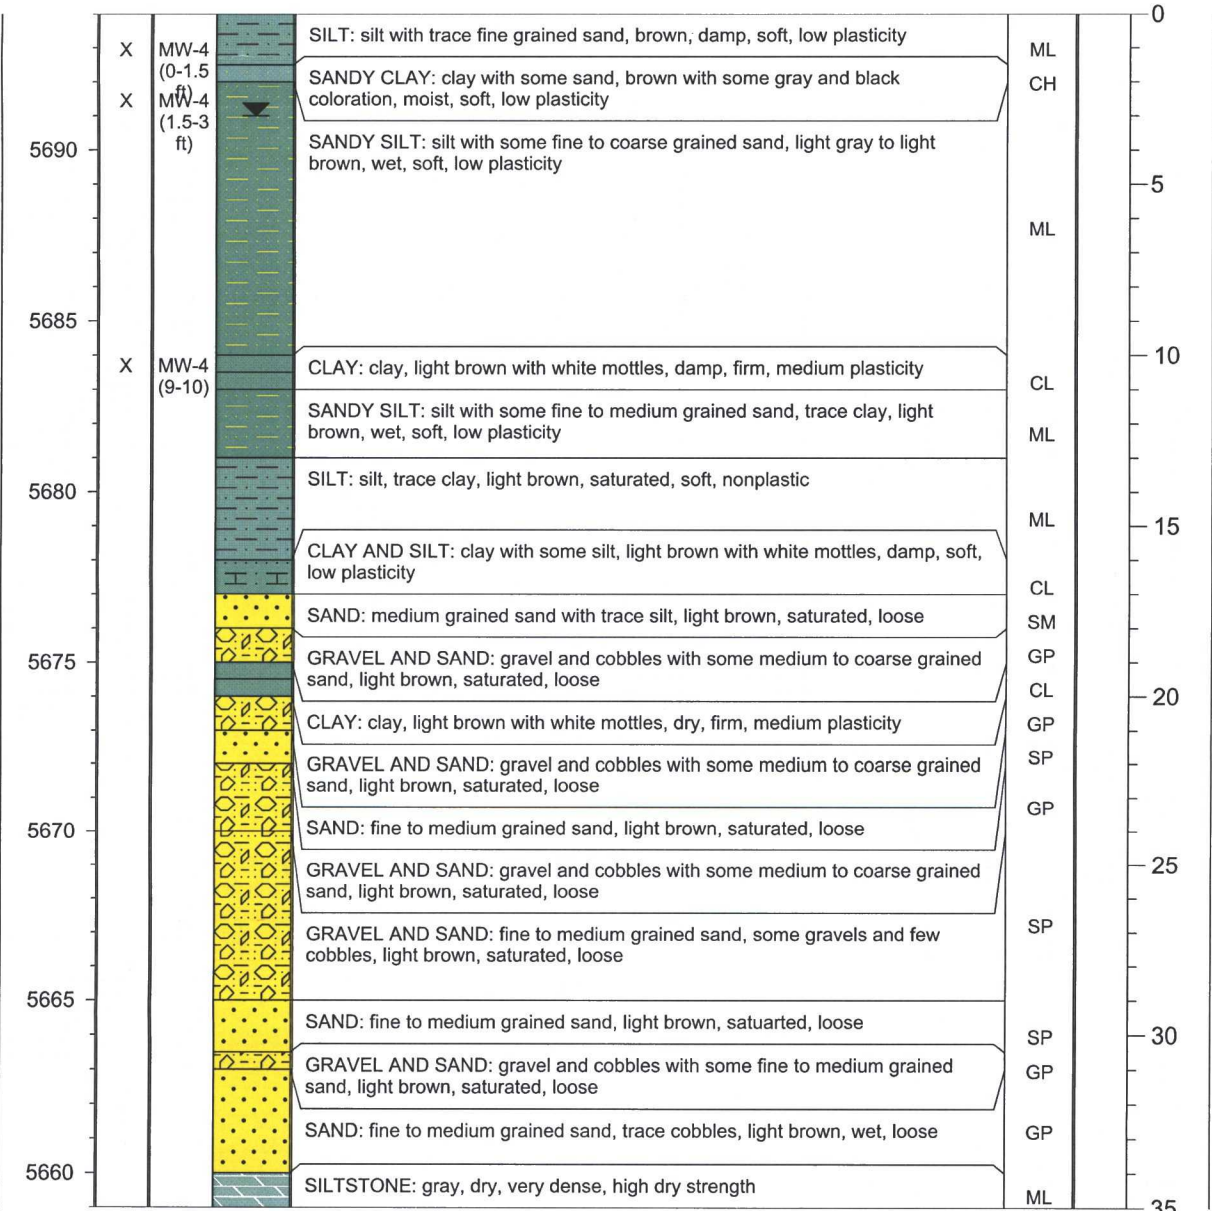 0
SILT: silt with trace fine grained sand, brown, damp, soft, low plasticity
X MW-4 ML
(0-1.5
ft)
SANDY CLAY: clay with some sand, brown with some gray and black CH
coloration, moist, soft, low plasticity
X MW-4
(1.5-3
ft)
5690
SANDY SILT: silt with some fine to coarse grained sand, light gray to light
brown, wet, soft, low plasticity
5
ML
5685
10
X MW-4
(9-10)
CLAY: clay, light brown with white mottles, damp, firm, medium plasticity
CL
SANDY SILT: silt with some fine to medium grained sand, trace clay, light
brown, wet, soft, low plasticity
ML
5680
SILT: silt, trace clay, light brown, saturated, soft, nonplastic
ML
15
CLAY AND SILT: clay with some silt, light brown with white mottles, damp, soft,
low plasticity
CL
SAND: medium grained sand with trace silt, light brown, saturated, loose
SM
5675
GRAVEL AND SAND: gravel and cobbles with some medium to coarse grained
sand, light brown, saturated, loose
GP
CL
20
CLAY: clay, light brown with white mottles, dry, firm, medium plasticity
GP
GRAVEL AND SAND: gravel and cobbles with some medium to coarse grained
sand, light brown, saturated, loose
SP
GP
5670
SAND: fine to medium grained sand, light brown, saturated, loose
25
GRAVEL AND SAND: gravel and cobbles with some medium to coarse grained
sand, light brown, saturated, loose
GRAVEL AND SAND: fine to medium grained sand, some gravels and few
cobbles, light brown, saturated, loose
SP
5665
SAND: fine to medium grained sand, light brown, satuarted, loose
SP
30
GRAVEL AND SAND: gravel and cobbles with some fine to medium grained
sand, light brown, saturated, loose
GP
SAND: fine to medium grained sand, trace cobbles, light brown, wet, loose
GP
5660
SILTSTONE: gray, dry, very dense, high dry strength
ML
35